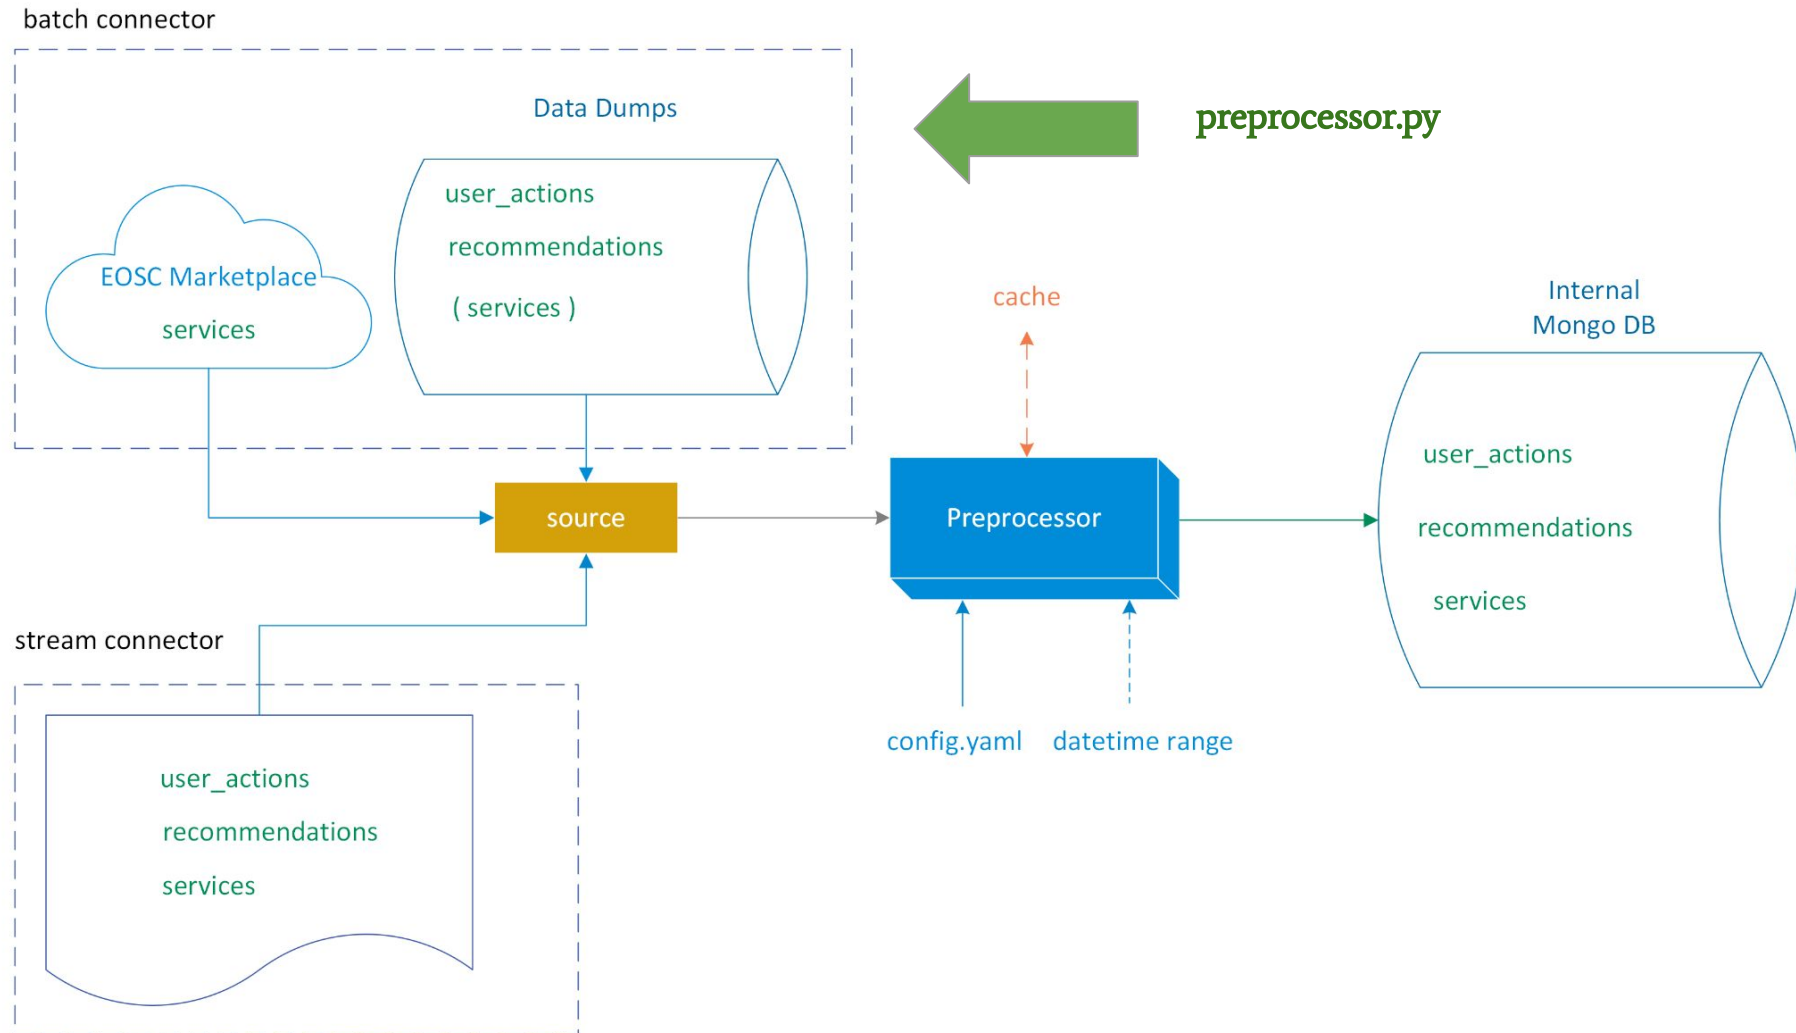 batch connector
Data Dumps
preprocessor.py
user_actions
recommendations
( services )
EOSC Marketplace
services
cache
Internal
Mongo DB
user_actions
recommendations
services
source
Preprocessor
config.yaml
datetime range
stream connector
user_actions
recommendations
services